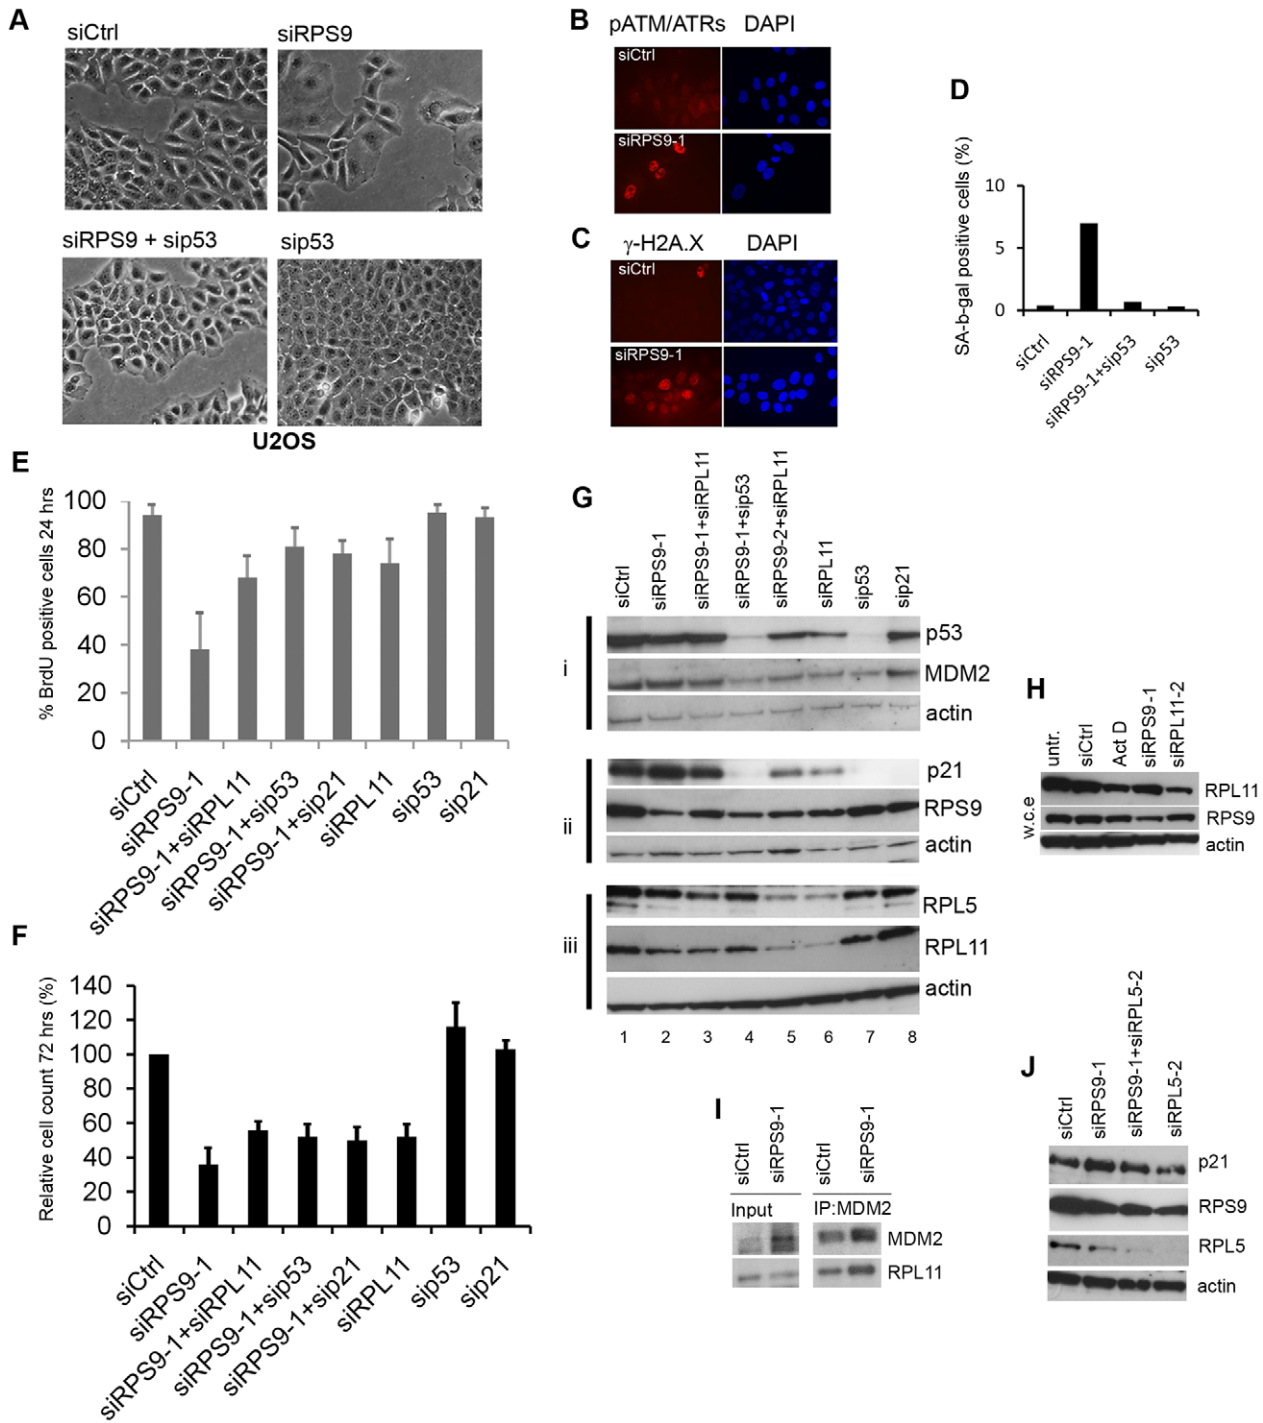 A
siCtrl
siRPS9
siRPS9 + sip53
sip53
U2OS
B
pATM/ATRs
DAPI
siCtrl
siRPS9-1
C
γ-H2A.X
DAPI
siCtrl
siRPS9-1
D
SA-b-gal positive cells (%)
10
5
0
siCtrl
siRPS9-1
siRPS9-1+sip53
sip53
E
% BrdU positive cells 24 hrs
100
80
60
40
20
0
siCtrl
siRPS9-1
siRPS9-1+siRPL11
siRPS9-1+sip53
siRPS9-1+sip21
siRPL11
sip53
sip21
F
Relative cell count 72 hrs (%)
140
120
100
80
60
40
20
0
siCtrl
siRPS9-1
siRPS9-1+siRPL11
siRPS9-1+sip53
siRPS9-1+sip21
siRPL11
sip53
sip21
G
siCtrl
siRPS9-1
siRPS9-1+siRPL11
siRPS9-1+sip53
siRPS9-2+siRPL11
siRPL11
sip53
sip21
i
p53
MDM2
actin
ii
p21
RPS9
actin
iii
RPL5
RPL11
actin
1 2 3 4 5 6 7 8
H
untr.
siCtrl
Act D
siRPS9-1
siRPL11-2
w.c.e
RPL11
RPS9
actin
I
siCtrl
siRPS9-1
siCtrl
siRPS9-1
Input
IP:MDM2
MDM2
RPL11
J
siCtrl
siRPS9-1
siRPS9-1+siRPL5-2
siRPL5-2
p21
RPS9
RPL5
actin